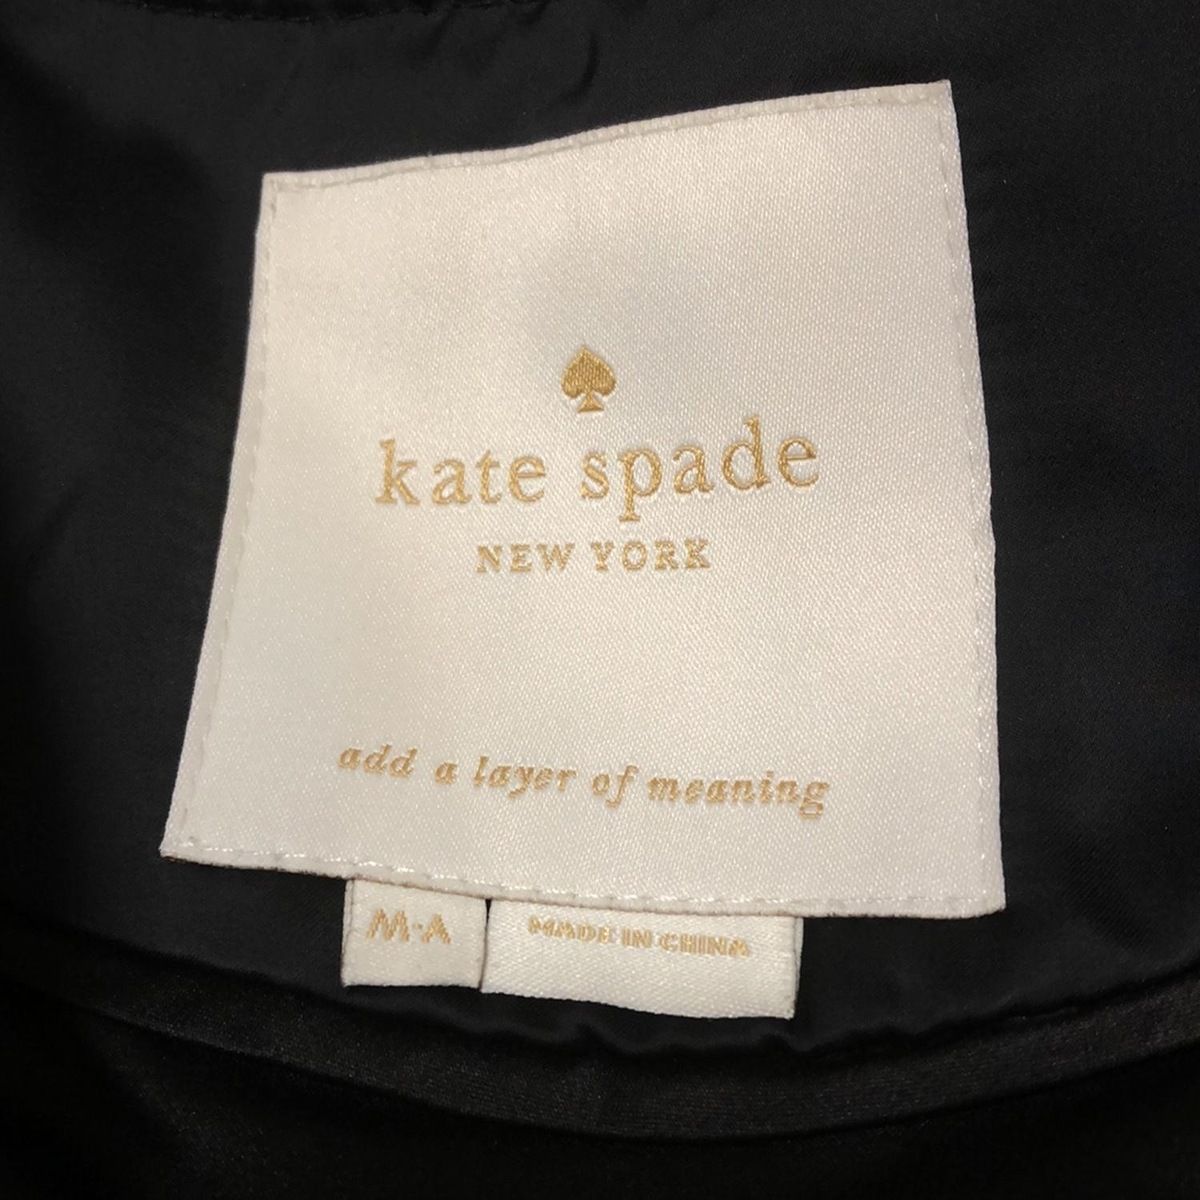 kate spade
NEW YORK
add a layer of meaning
M-A
MADE IN CHINA